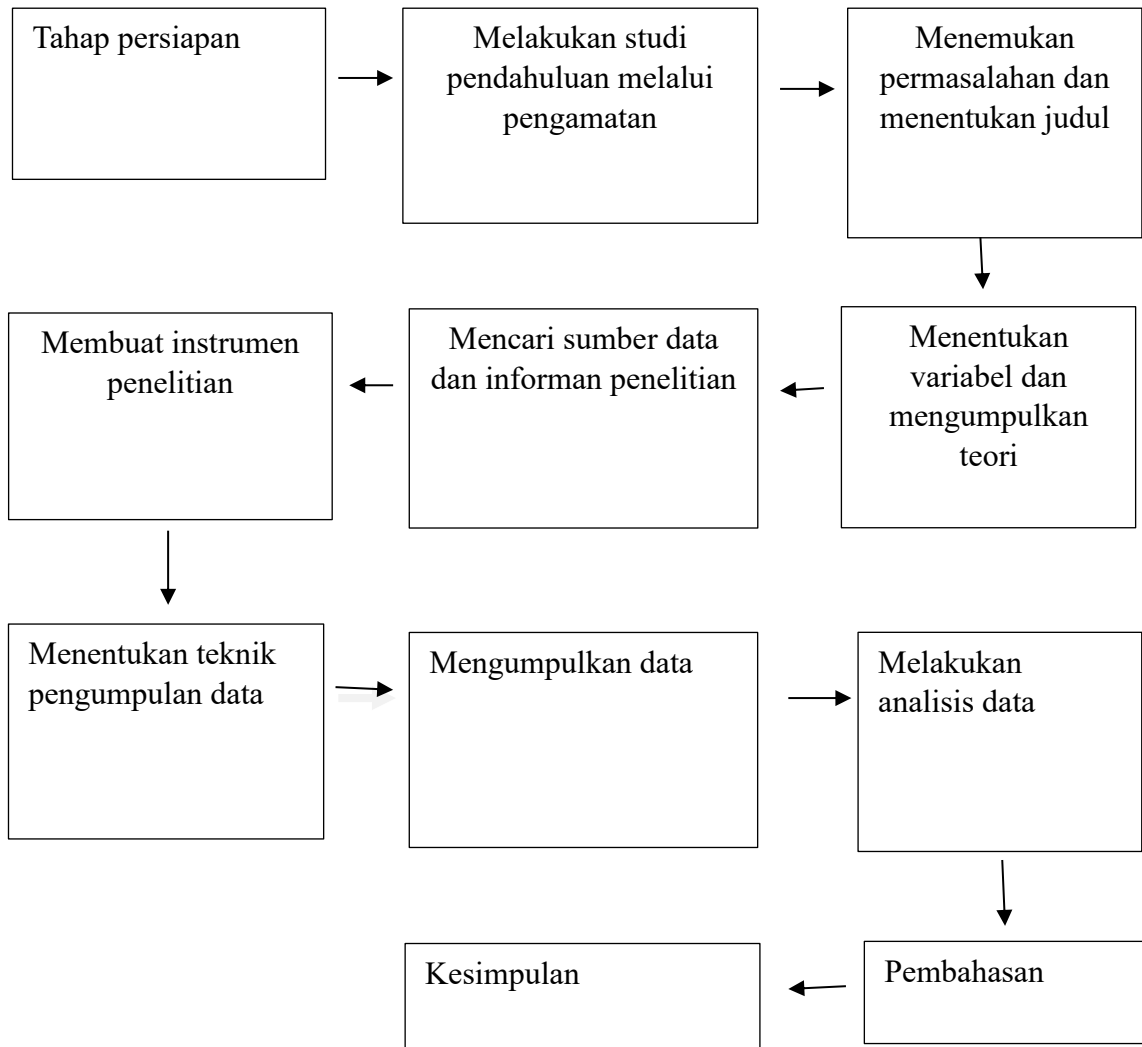 Tahap persiapan
Melakukan studi
pendahuluan melalui
pengamatan
Menemukan
permasalahan dan
menentukan judul
Menentukan
variabel dan
mengumpulkan
teori
Mencari sumber data
dan informan penelitian
Membuat instrumen
penelitian
Menentukan teknik
pengumpulan data
Mengumpulkan data
Melakukan
analisis data
Pembahasan
Kesimpulan